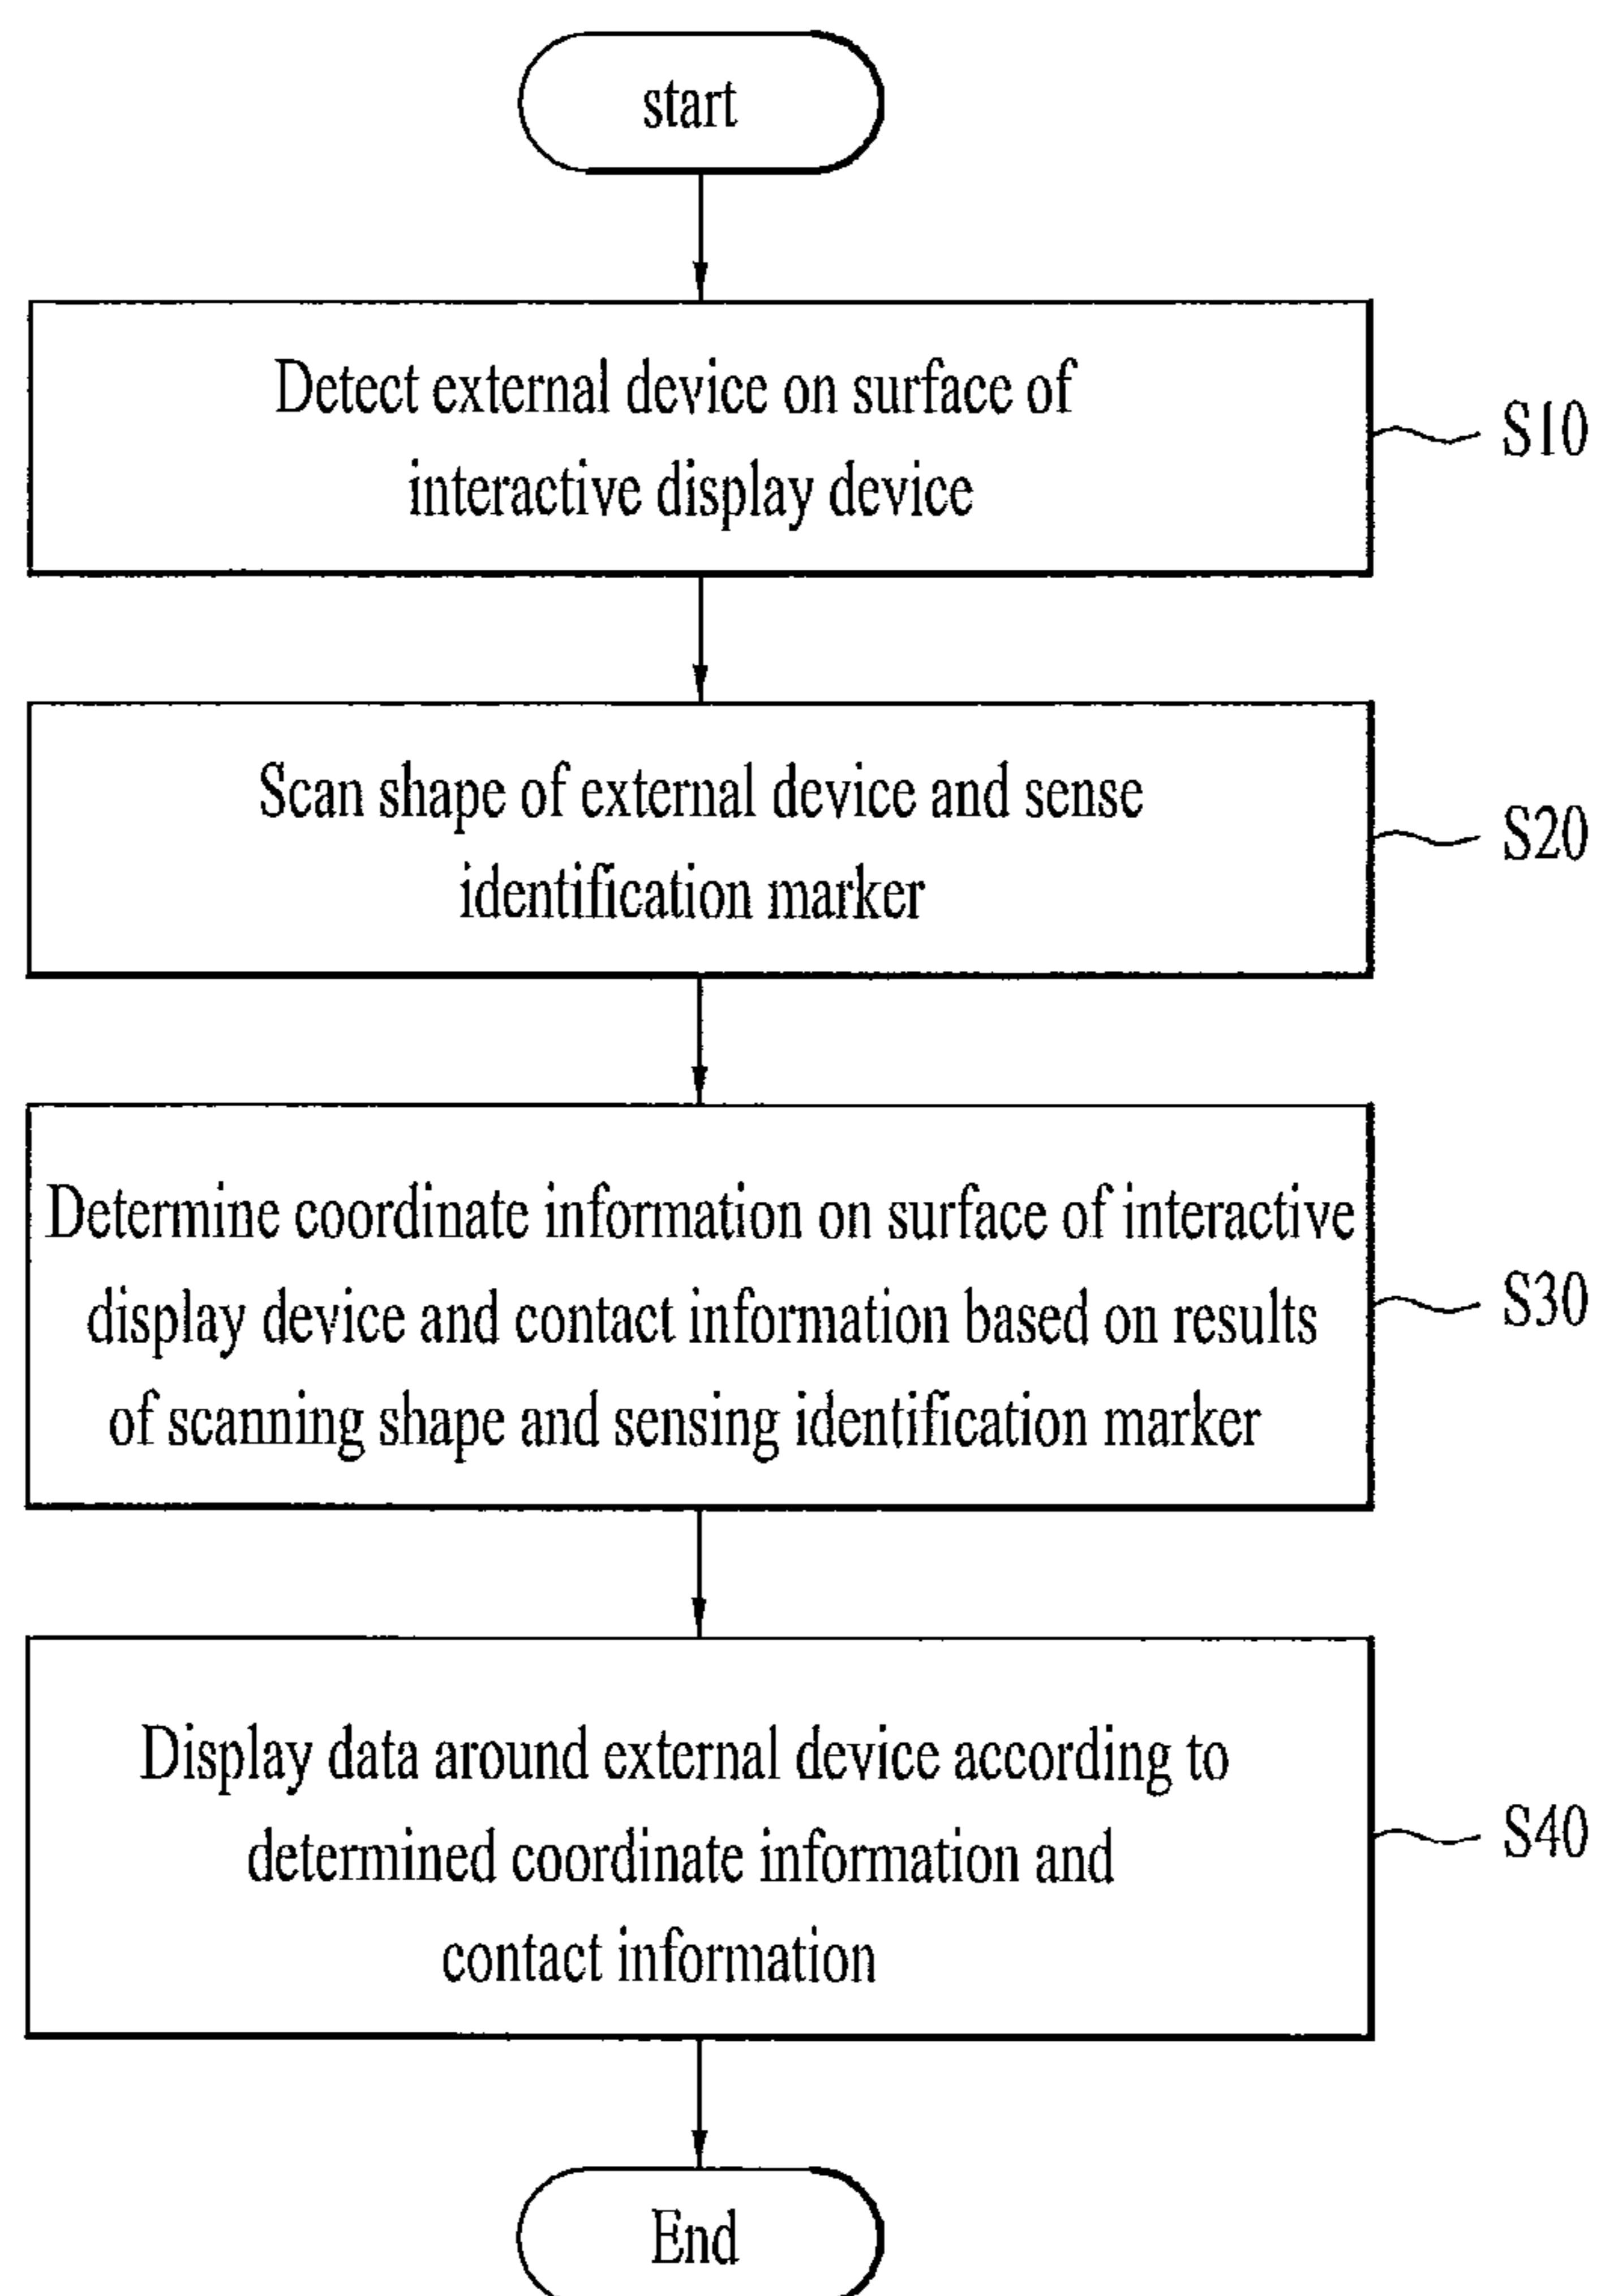 start
Detect external device on surface of
interactive display device
S10
Scan shape of external device and sense
identification marker
S20
Determine coordinate information on surface of interactive
display device and contact information based on results
of scanning shape and sensing identification marker
S30
Display data around external device according to
determined coordinate information and
contact information
S40
End